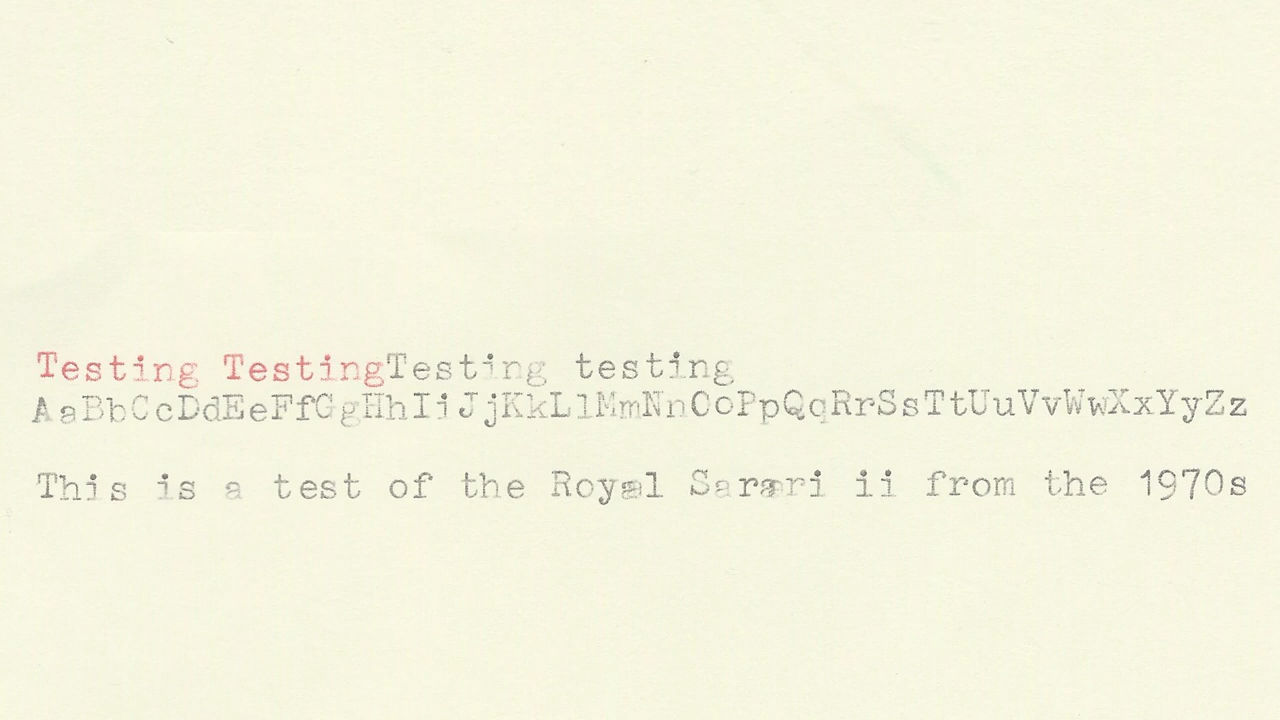 Testing TestingTesting testing
AaBbCcDdEeFfGgHhIiJjKkLlMmNnOoPpQqRrSsTtUuVvWwXxYyZz
This is a test of the Royal Sarari ii from the 1970s